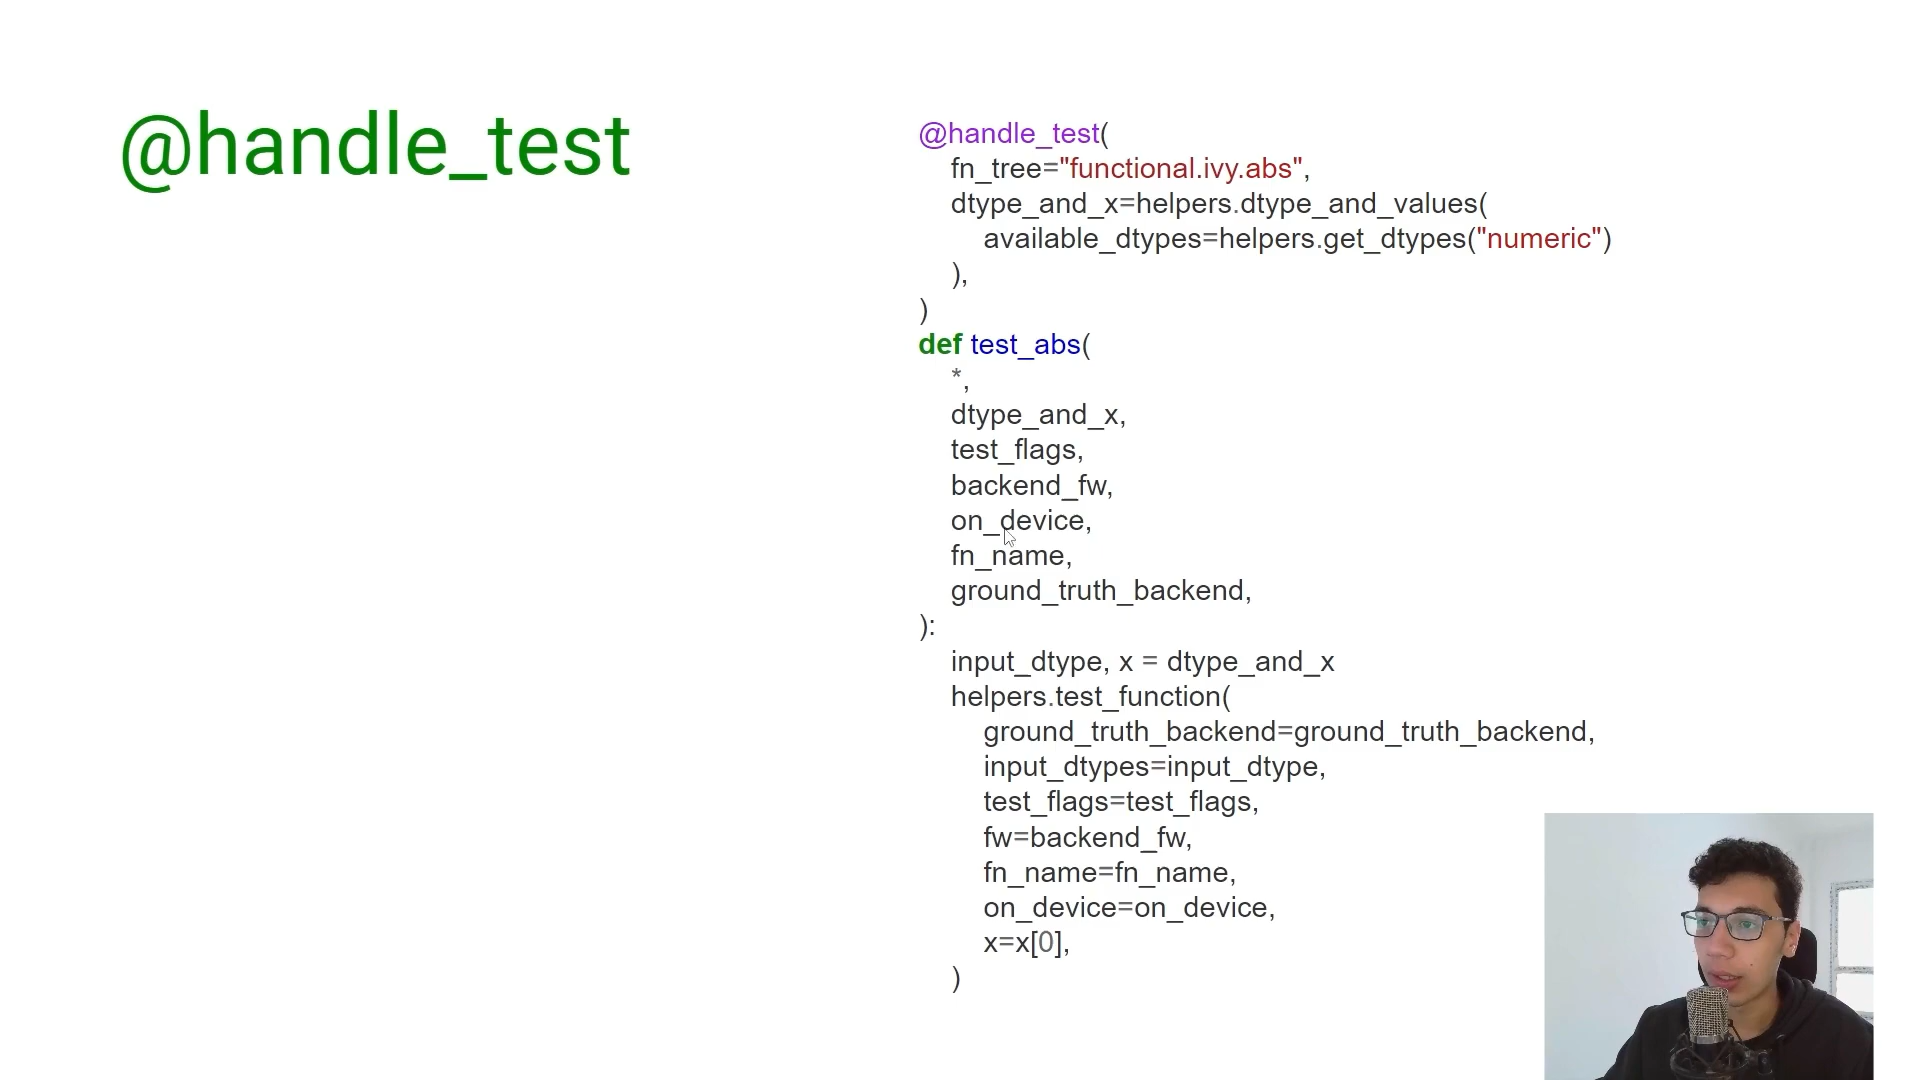 @handle_test
@handle_test(
fn_tree="functional.ivy.abs",
dtype_and_x=helpers.dtype_and_values(
available_dtypes=helpers.get_dtypes("numeric")
),
)
def test_abs(
*,
dtype_and_x,
test_flags,
backend_fw,
on_device,
fn_name,
ground_truth_backend,
):
input_dtype, x = dtype_and_x
helpers.test_function(
ground_truth_backend=ground_truth_backend,
input_dtypes=input_dtype,
test_flags=test_flags,
fw=backend_fw,
fn_name=fn_name,
on_device=on_device,
x=x[0],
)